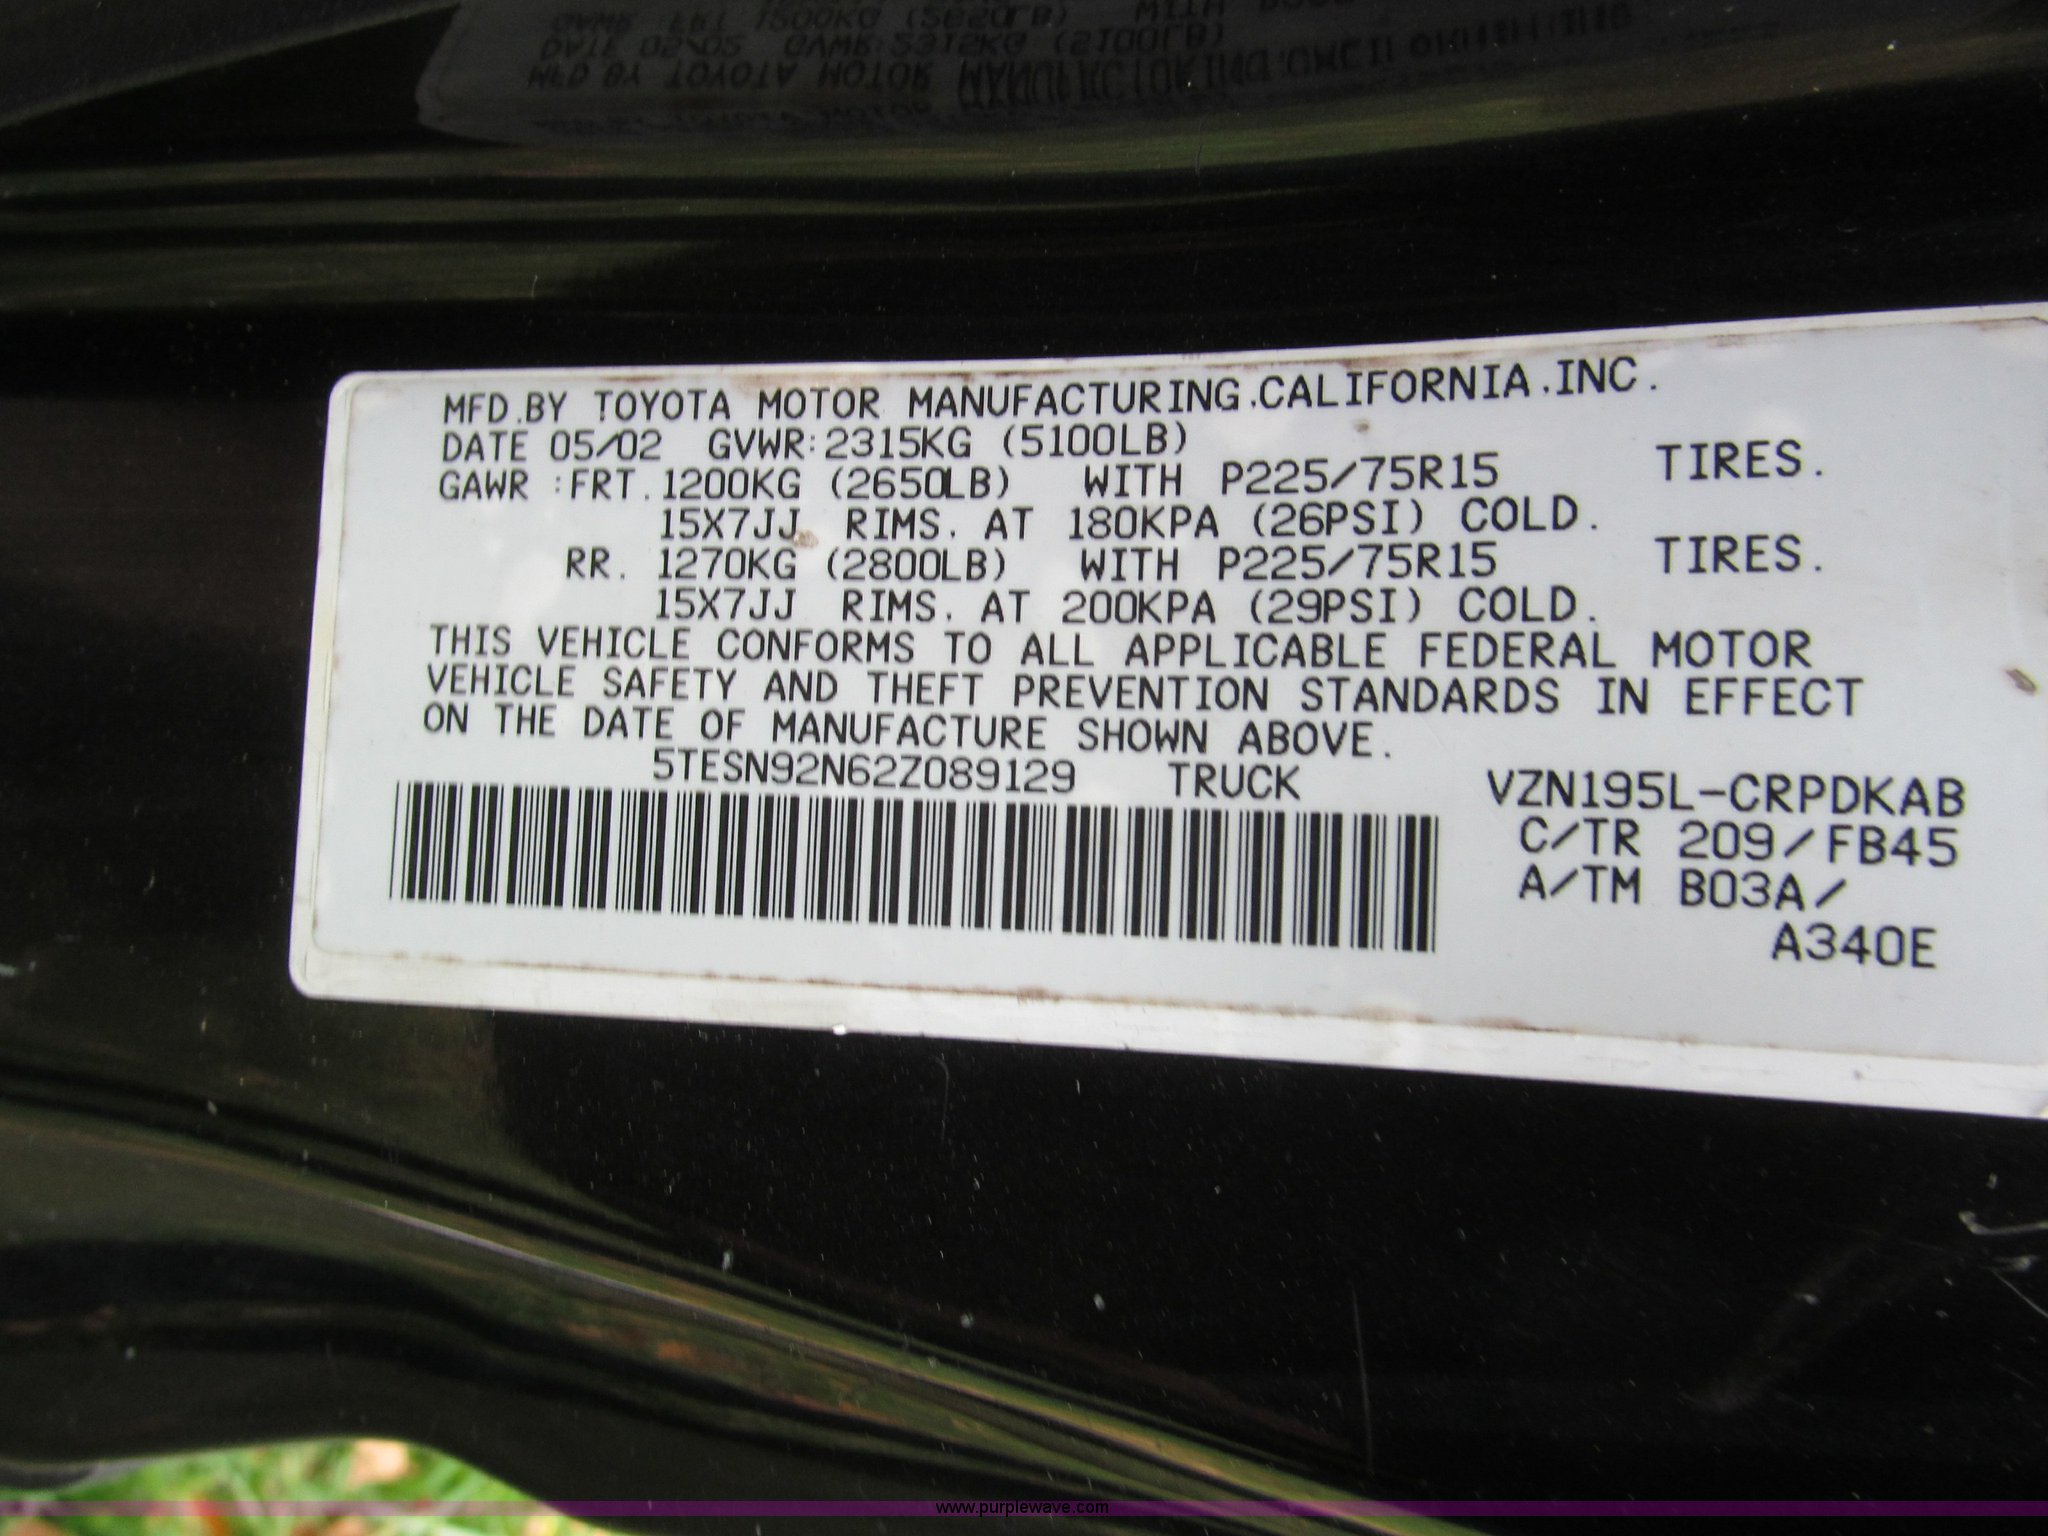 MFD.BY TOYOTA MOTOR MANUFACTURING.CALIFORNIA.INC.
DATE 05/02 GVWR:2315KG (5100LB)
GAWR :FRT.1200KG (2650LB) WITH P225/75R15 TIRES.
15X7JJ RIMS. AT 180KPA (26PSI) COLD.
RR. 1270KG (2800LB) WITH P225/75R15 TIRES.
15X7JJ RIMS. AT 200KPA (29PSI) COLD.
THIS VEHICLE CONFORMS TO ALL APPLICABLE FEDERAL MOTOR
VEHICLE SAFETY AND THEFT PREVENTION STANDARDS IN EFFECT
ON THE DATE OF MANUFACTURE SHOWN ABOVE.
5TESN92N62Z089129 TRUCK VZN195L-CRPDKAB
C/TR 209/FB45
A/TM B03A/
A340E
www.purplewave.com